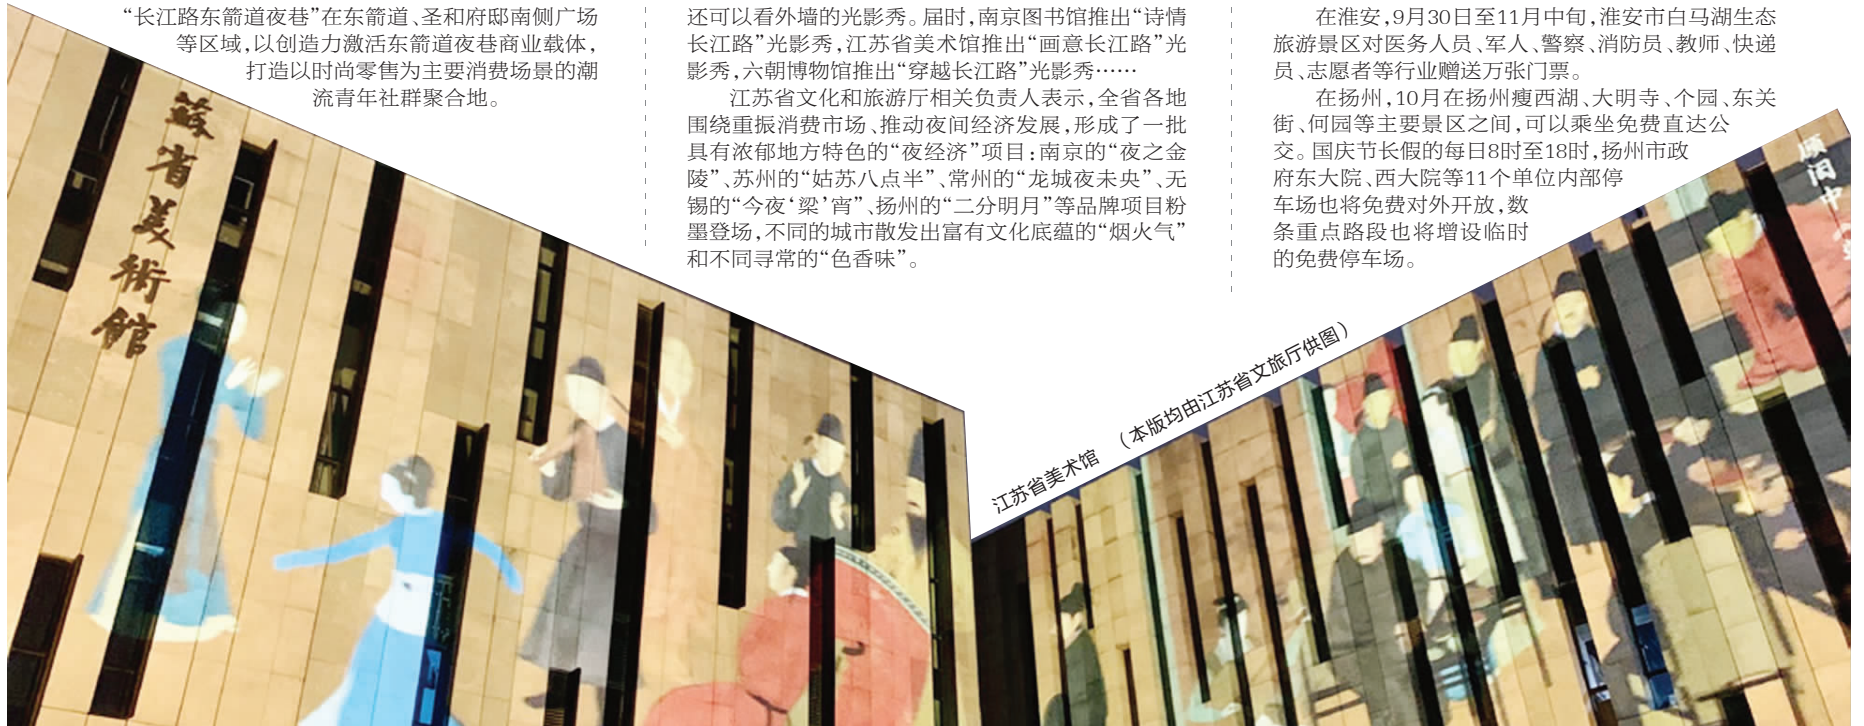 “长江路东箭道夜巷”在东箭道、圣和府邸南侧广场
等区域,以创造力激活东箭道夜巷商业载体,
打造以时尚零售为主要消费场景的潮
流青年社群聚合地。
还可以看外墙的光影秀。届时,南京图书馆推出“诗情
长江路”光影秀,江苏省美术馆推出“画意长江路”光
影秀,六朝博物馆推出“穿越长江路”光影秀……
江苏省文化和旅游厅相关负责人表示,全省各地
围绕重振消费市场、推动夜间经济发展,形成了一批
具有浓郁地方特色的“夜经济”项目:南京的“夜之金
陵”、苏州的“姑苏八点半”、常州的“龙城夜未央”、无
锡的“今夜‘梁’宵”、扬州的“二分明月”等品牌项目粉
墨登场,不同的城市散发出富有文化底蕴的“烟火气”
和不同寻常的“色香味”。
在淮安,9月30日至11月中旬,淮安市白马湖生态
旅游景区对医务人员、军人、警察、消防员、教师、快递
员、志愿者等行业赠送万张门票。
在扬州,10月在扬州瘦西湖、大明寺、个园、东关
街、何园等主要景区之间,可以乘坐免费直达公
交。国庆节长假的每日8时至18时,扬州市政
府东大院、西大院等11个单位内部停
车场也将免费对外开放,数
条重点路段也将增设临时
的免费停车场。
蘇省美術館
江苏省美术馆 (本版均由江苏省文旅厅供图)
顾闳中